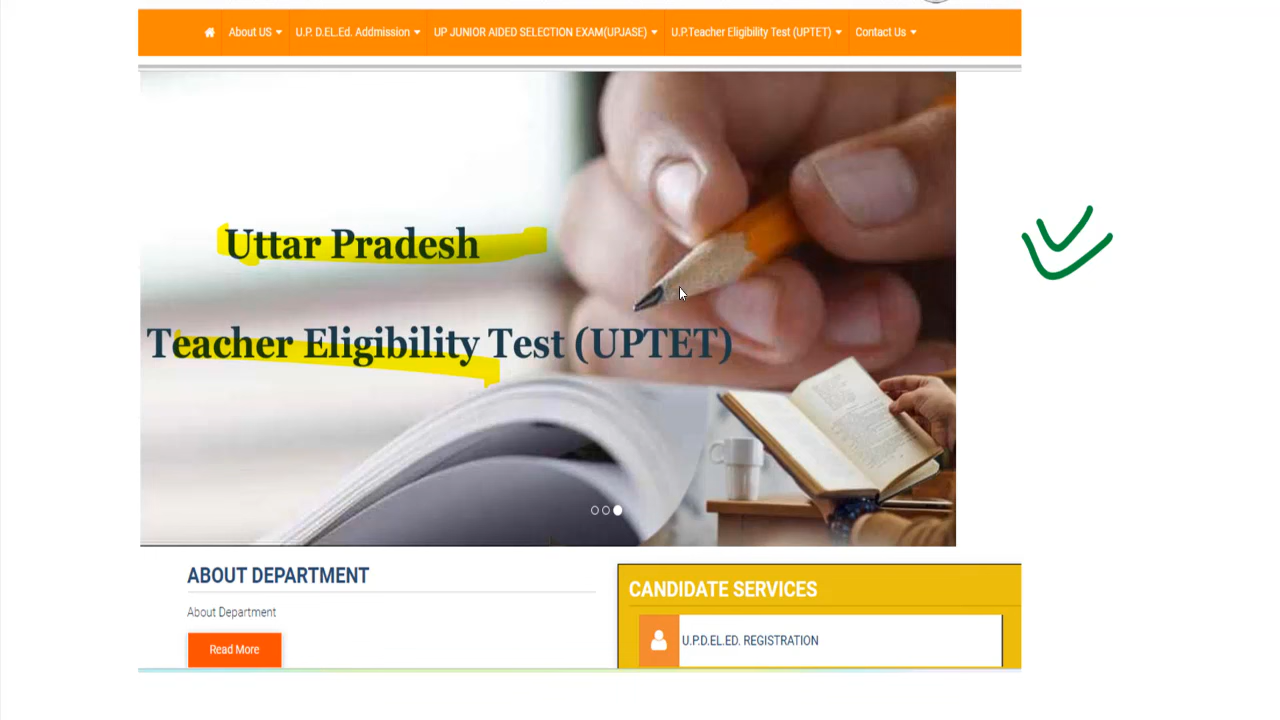 About US U.P. D.EL.Ed. Addmission UP JUNIOR AIDED SELECTION EXAM(UPJASE) U.P.Teacher Eligibility Test (UPTET) Contact Us
Uttar Pradesh
Teacher Eligibility Test (UPTET)
ABOUT DEPARTMENT
About Department
Read More
CANDIDATE SERVICES
U.P.D.EL.ED. REGISTRATION